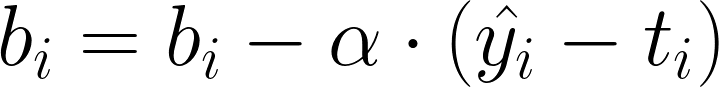 b_i = b_i − α · (ŷ_i − t_i)